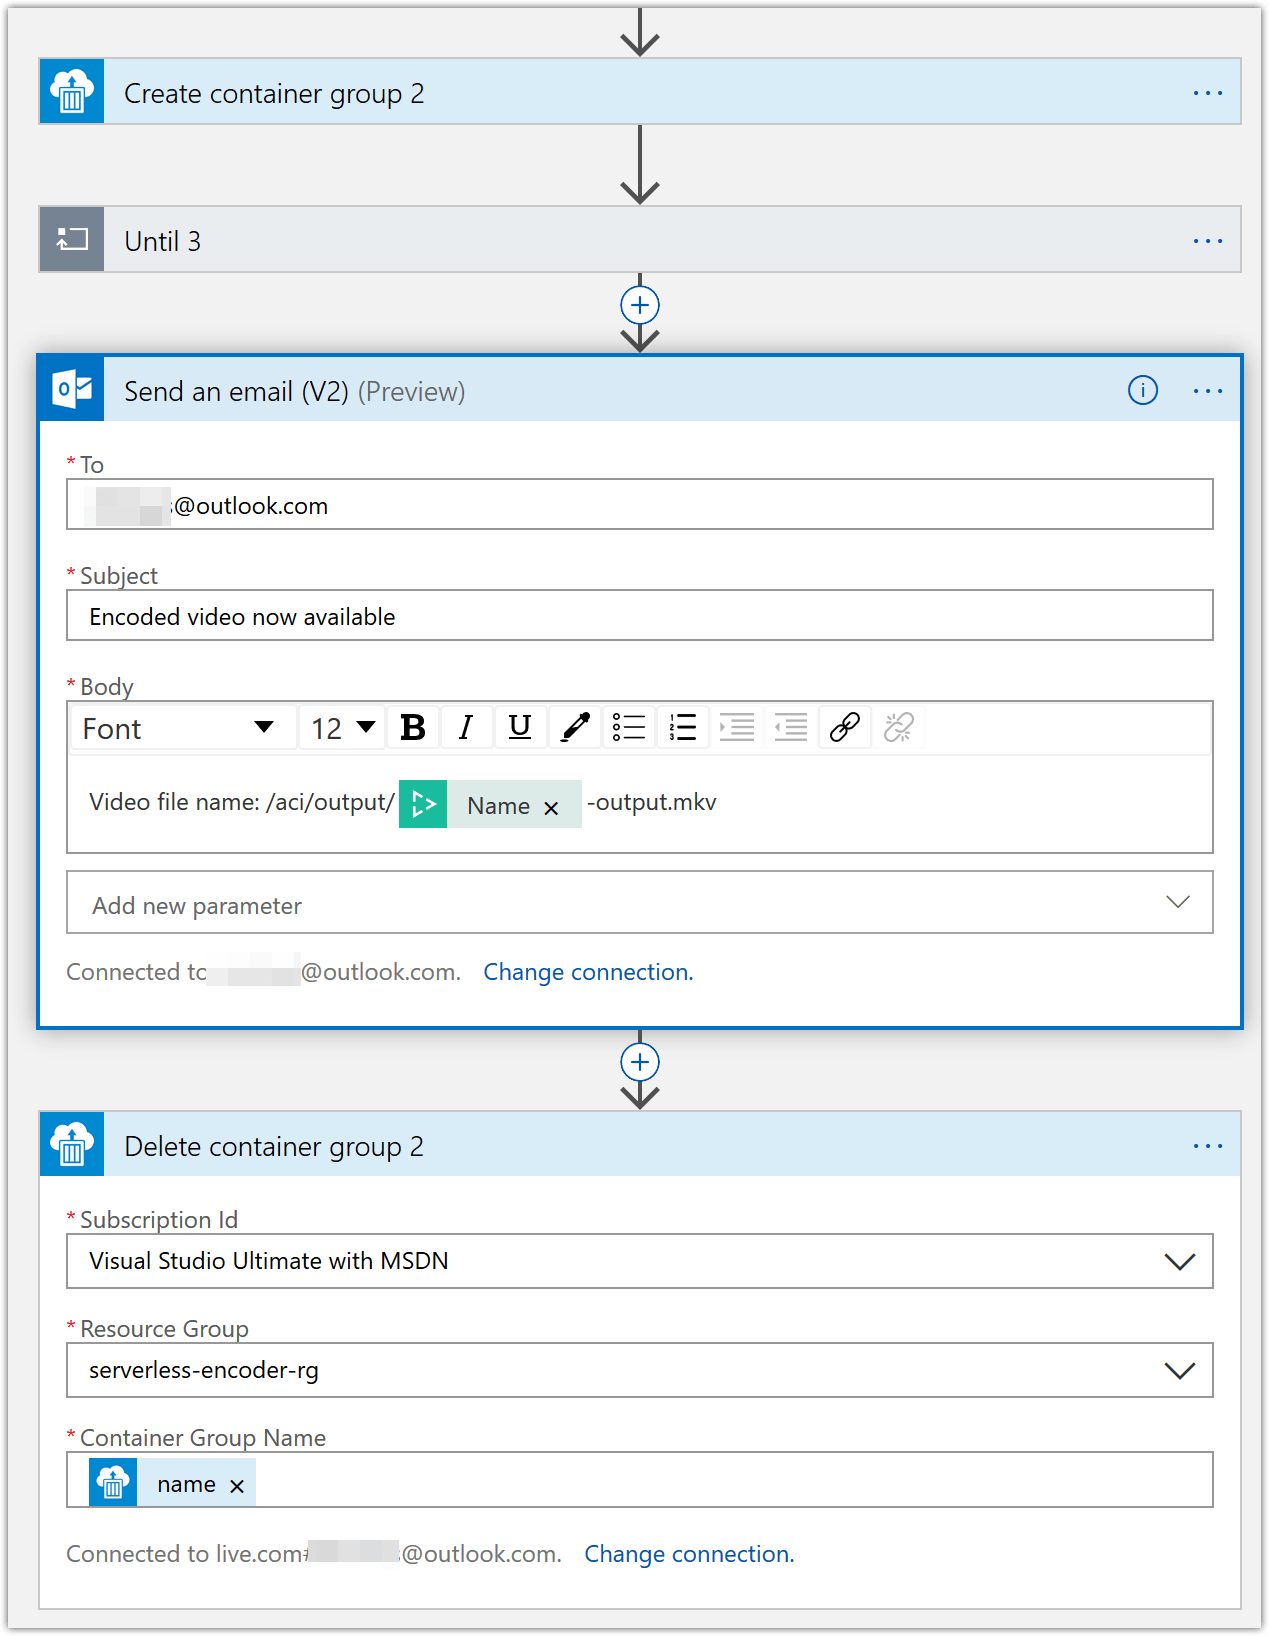 Create container group 2
Until 3
Send an email (V2) (Preview)
* To
@outlook.com
* Subject
Encoded video now available
* Body
Font 12 B I U
Video file name: /aci/output/ Name × -output.mkv
Add new parameter
Connected to @outlook.com. Change connection.
Delete container group 2
* Subscription Id
Visual Studio Ultimate with MSDN
* Resource Group
serverless-encoder-rg
* Container Group Name
name ×
Connected to live.com# @outlook.com. Change connection.